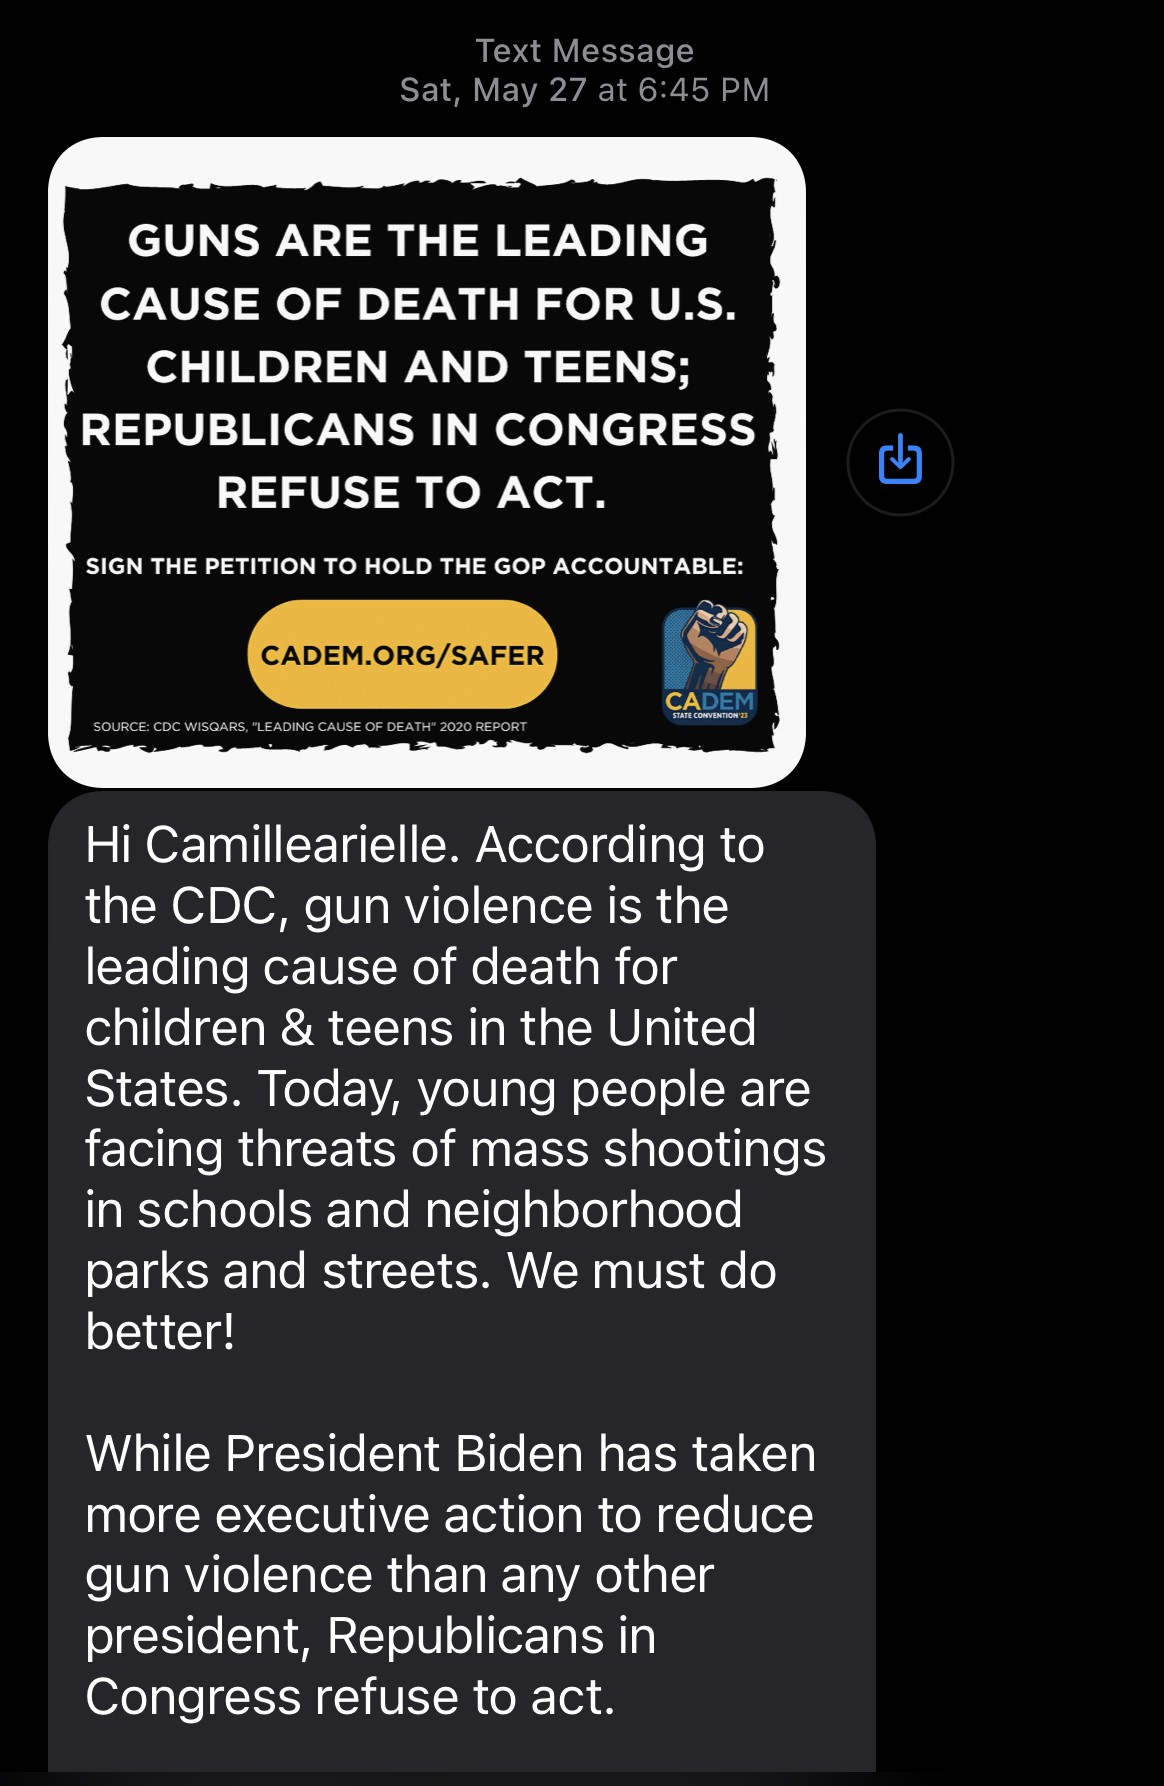 Text Message
Sat, May 27 at 6:45 PM
GUNS ARE THE LEADING
CAUSE OF DEATH FOR U.S.
CHILDREN AND TEENS;
REPUBLICANS IN CONGRESS
REFUSE TO ACT.
SIGN THE PETITION TO HOLD THE GOP ACCOUNTABLE:
CADEM.ORG/SAFER
CADEM
STATE CONVENTION'23
SOURCE: CDC WISQARS, "LEADING CAUSE OF DEATH" 2020 REPORT
Hi Camillearielle. According to
the CDC, gun violence is the
leading cause of death for
children & teens in the United
States. Today, young people are
facing threats of mass shootings
in schools and neighborhood
parks and streets. We must do
better!
While President Biden has taken
more executive action to reduce
gun violence than any other
president, Republicans in
Congress refuse to act.